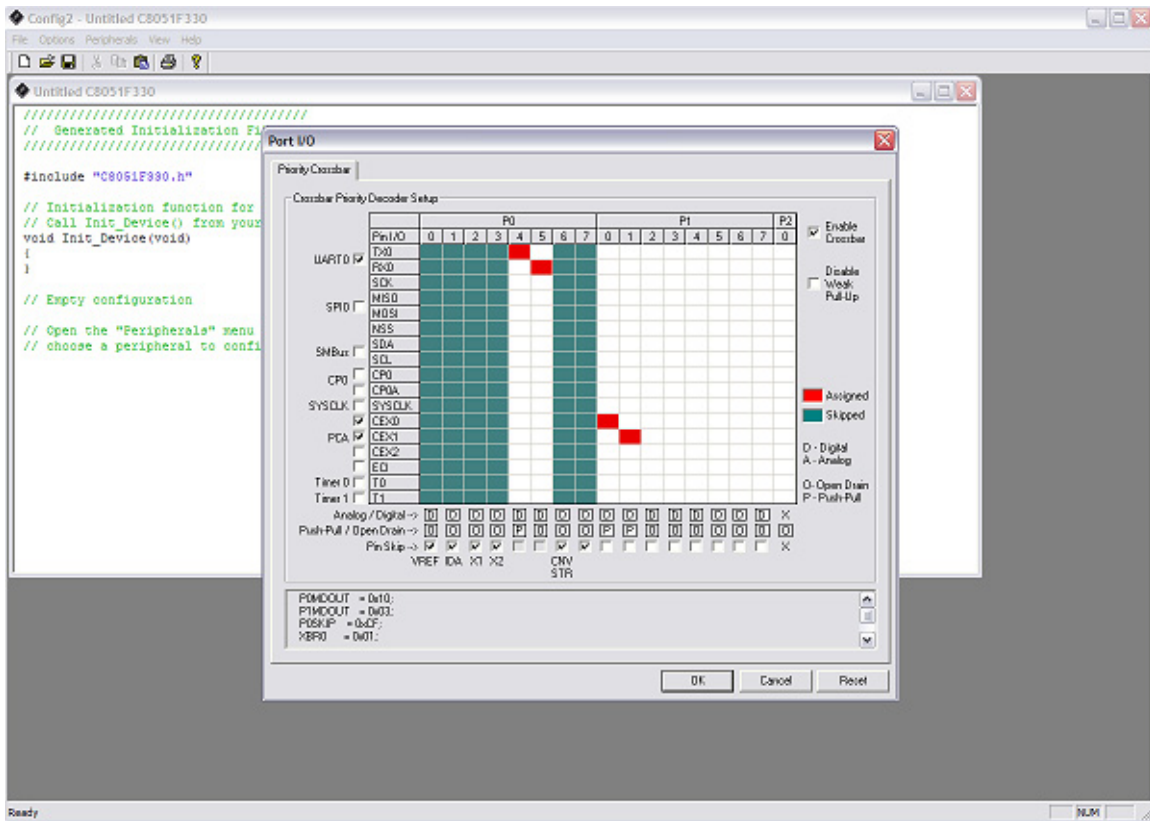 Config2 - Untitled C8051F330
File Options Peripherals View Help
Untitled C8051F330
////////////////////////////////////
// Generated Initialization Fi
///////////////////////////////
#include "C8051F330.h"
// Initialization function for
// Call Init_Device() from your
void Init_Device(void)
{
}
// Empty configuration
// Open the "Peripherals" menu
// choose a peripheral to confi
Port I/O
Priority Crossbar
Crossbar Priority Decoder Setup
P0 P1 P2
Pin I/O 0 1 2 3 4 5 6 7 0 1 2 3 4 5 6 7 0
UART0 TX0
RX0
SCK
SPI0 MISO
MOSI
NSS
SMBus SDA
SCL
CP0 CP0
CP0A
SYSCLK SYSCLK
CEX0
PCA CEX1
CEX2
ECI
Timer 0 T0
Timer 1 T1
Enable Crossbar
Disable Weak Pull-Up
Assigned
Skipped
D - Digital
A - Analog
O- Open Drain
P - Push-Pull
Analog / Digital -> D D D D D D D D D D D D D D D D X
Push-Pull / Open Drain -> O O O O P O O O P P O O O O O O O
Pin Skip -> X
VREF IDA X1 X2 CNV STR
P0MDOUT = 0x10;
P1MDOUT = 0x03;
P0SKIP = 0xCF;
XBR0 = 0x01;
OK Cancel Reset
Ready NUM